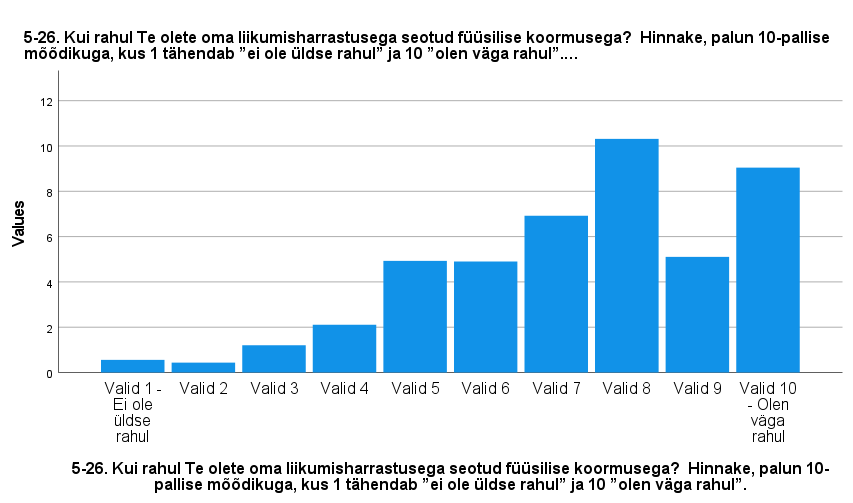 5-26. Kui rahul Te olete oma liikumisharrastusega seotud füüsilise koormusega?  Hinnake, palun 10-pallise
mõõdikuga, kus 1 tähendab ”ei ole üldse rahul” ja 10 ”olen väga rahul”....
12
10
8
6
4
2
0
Values
Valid 1 -
Ei ole
üldse
rahul
Valid 2
Valid 3
Valid 4
Valid 5
Valid 6
Valid 7
Valid 8
Valid 9
Valid 10
- Olen
väga
rahul
5-26. Kui rahul Te olete oma liikumisharrastusega seotud füüsilise koormusega?  Hinnake, palun 10-
pallise mõõdikuga, kus 1 tähendab ”ei ole üldse rahul” ja 10 ”olen väga rahul”.